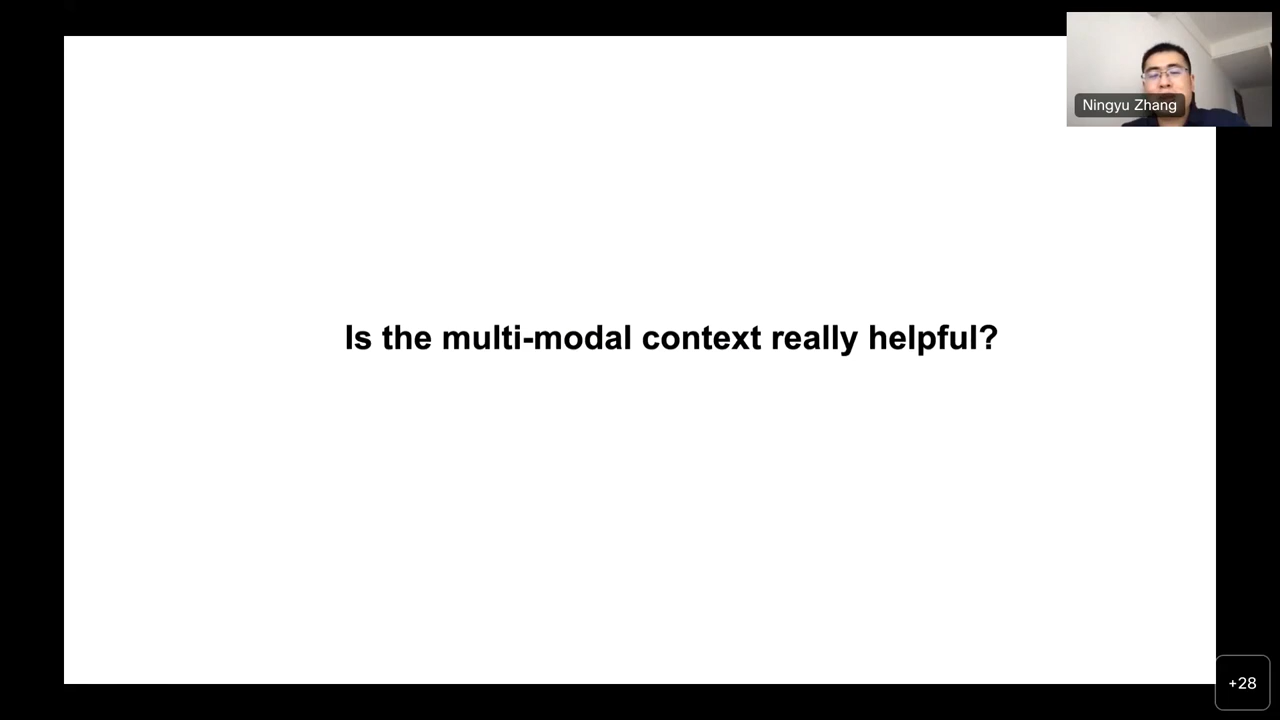 Ningyu Zhang
Is the multi-modal context really helpful?
+28